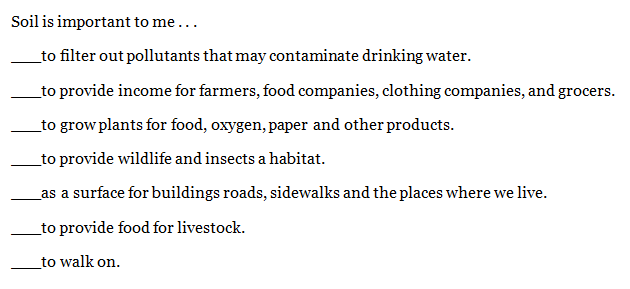 Soil is important to me . . .
____to filter out pollutants that may contaminate drinking water.
____to provide income for farmers, food companies, clothing companies, and grocers.
____to grow plants for food, oxygen, paper and other products.
____to provide wildlife and insects a habitat.
____as a surface for buildings roads, sidewalks and the places where we live.
____to provide food for livestock.
____to walk on.